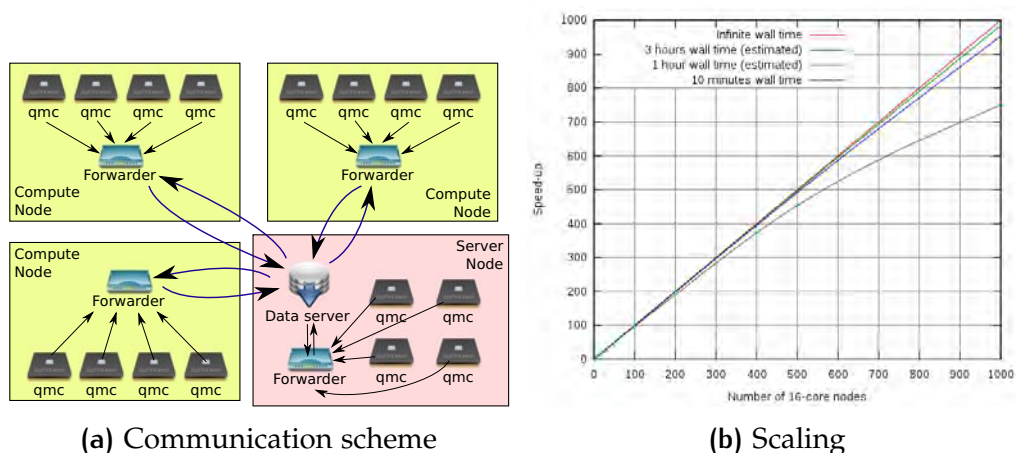 qmc qmc qmc qmc
Forwarder
Compute
Node
qmc qmc qmc qmc
Forwarder
Compute
Node
Compute
Node
Forwarder
qmc qmc qmc qmc
Server
Node
Data server
qmc qmc
Forwarder
qmc qmc
(a) Communication scheme
Infinite wall time
3 hours wall time (estimated)
1 hour wall time (estimated)
10 minutes wall time
1000
900
800
700
600
500
400
300
200
100
0
Speed-up
0 100 200 300 400 500 600 700 800 900 1000
Number of 16-core nodes
(b) Scaling